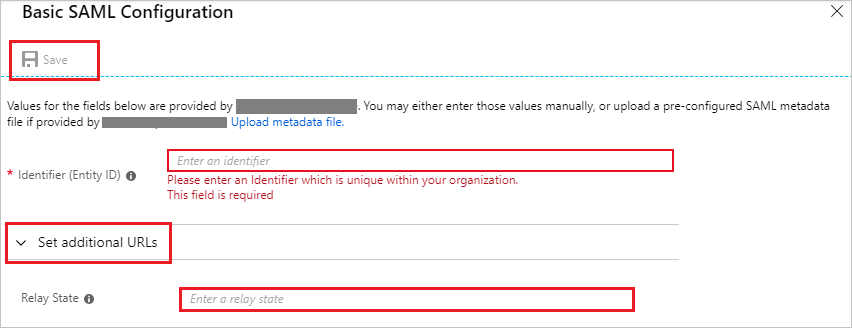 Basic SAML Configuration
Save
Values for the fields below are provided by . You may either enter those values manually, or upload a pre-configured SAML metadata
file if provided by Upload metadata file.
* Identifier (Entity ID)
Enter an identifier
Please enter an Identifier which is unique within your organization.
This field is required
Set additional URLs
Relay State
Enter a relay state